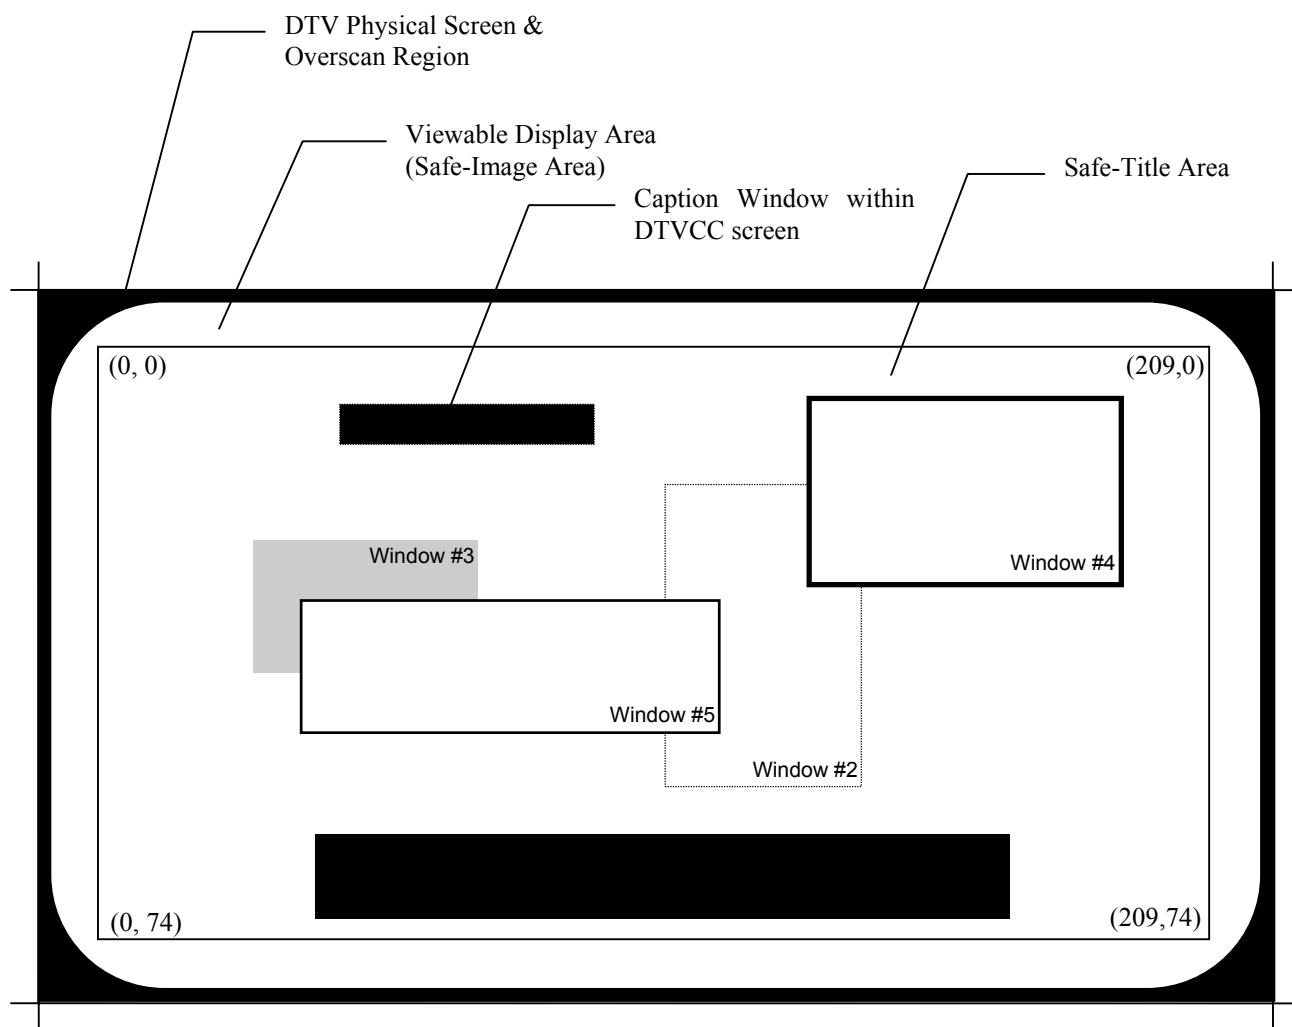 DTV Physical Screen &
Overscan Region
Viewable Display Area
(Safe-Image Area)
Safe-Title Area
Caption Window within
DTVCC screen
(0, 0)
(209,0)
Window #3
Window #4
Window #5
Window #2
(0, 74)
(209,74)